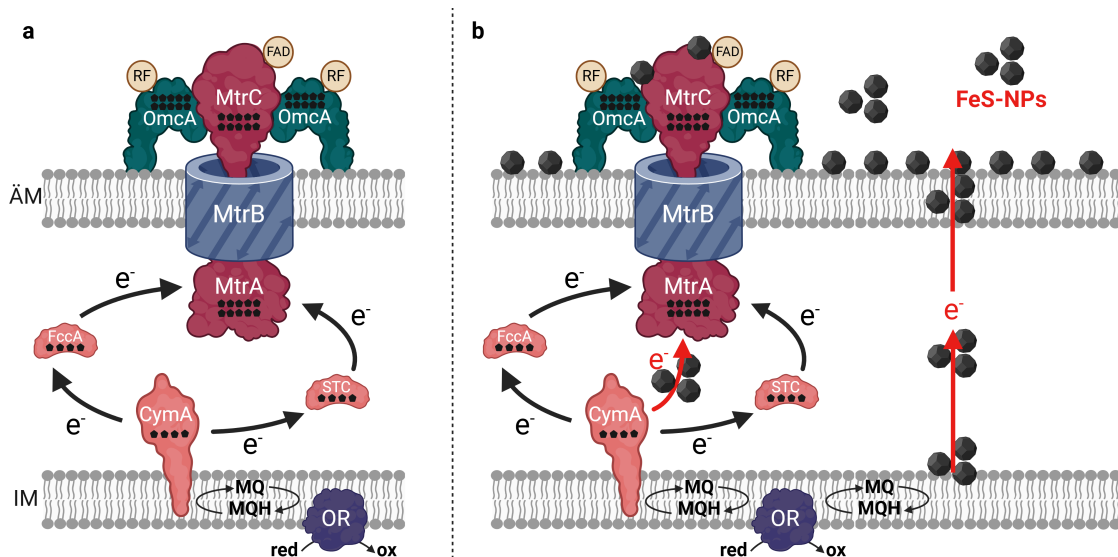 a
FAD
RF
RF
MtrC
OmcA
OmcA
ÄM
MtrB
MtrA
e-
e-
FccA
STC
CymA
e-
e-
IM
MQ
MQH
OR
red
ox
b
FAD
RF
RF
MtrC
OmcA
OmcA
FeS-NPs
MtrB
MtrA
e-
e-
e-
FccA
e-
STC
CymA
e-
e-
MQ
MQH
MQ
MQH
OR
red
ox